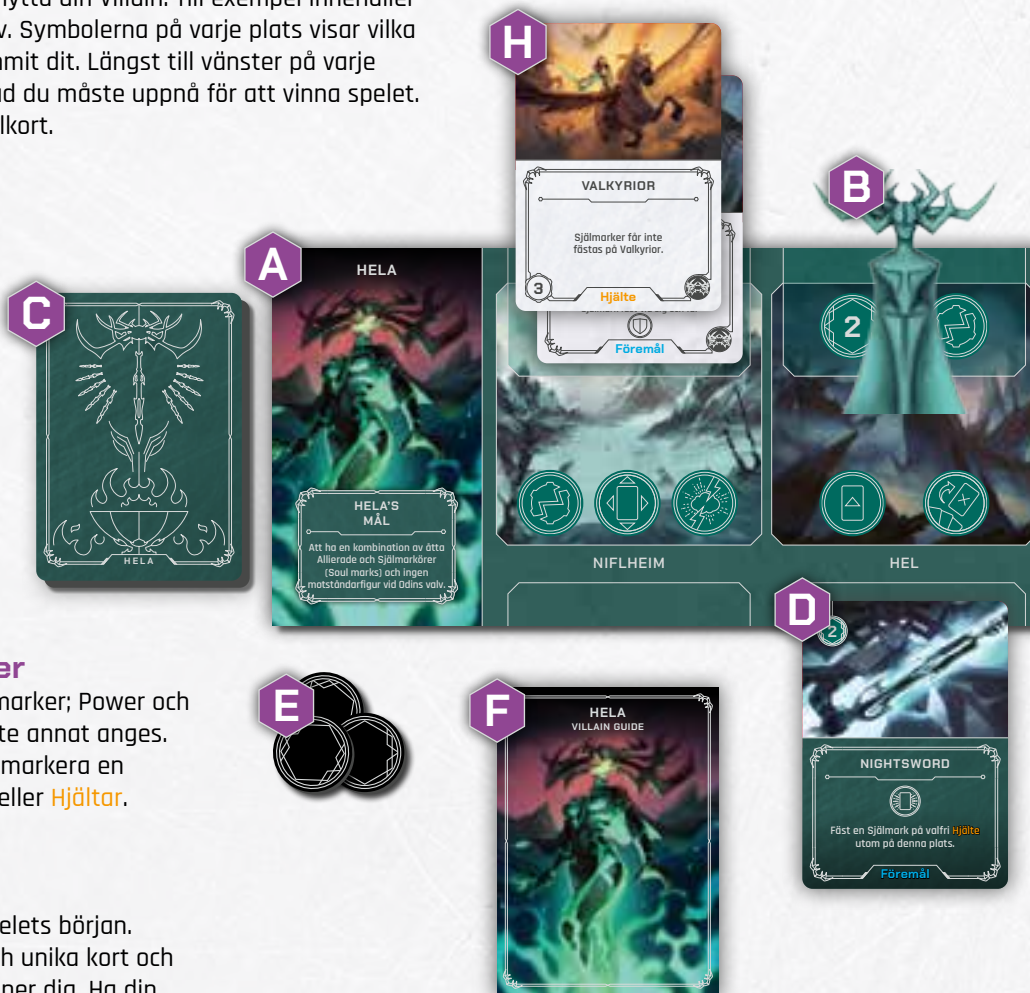 din Villain. Till exempel innehåller
Symbolerna på varje plats visar vilka
dit. Längst till vänster på varje
du måste uppnå för att vinna spelet.
H
VALKYRIOR
Själmarker får inte
fästas på Valkyrior.
3
Hjälte
Föremål
B
2
A
HELA
HELA'S
MÅL
Att ha en kombination av åtta
Allierade och Själmarkörer
(Soul marks) och ingen
motståndarfigur vid Odins valv.
NIFLHEIM
HEL
C
HELA
D
2
NIGHTSWORD
Fäst en Själmark på valfri Hjälte
utom på denna plats.
Föremål
er
marker; Power och
te annat anges.
markera en
eller Hjältar.
E
F
HELA
VILLAIN GUIDE
elets början.
h unika kort och
per dig. Ha din